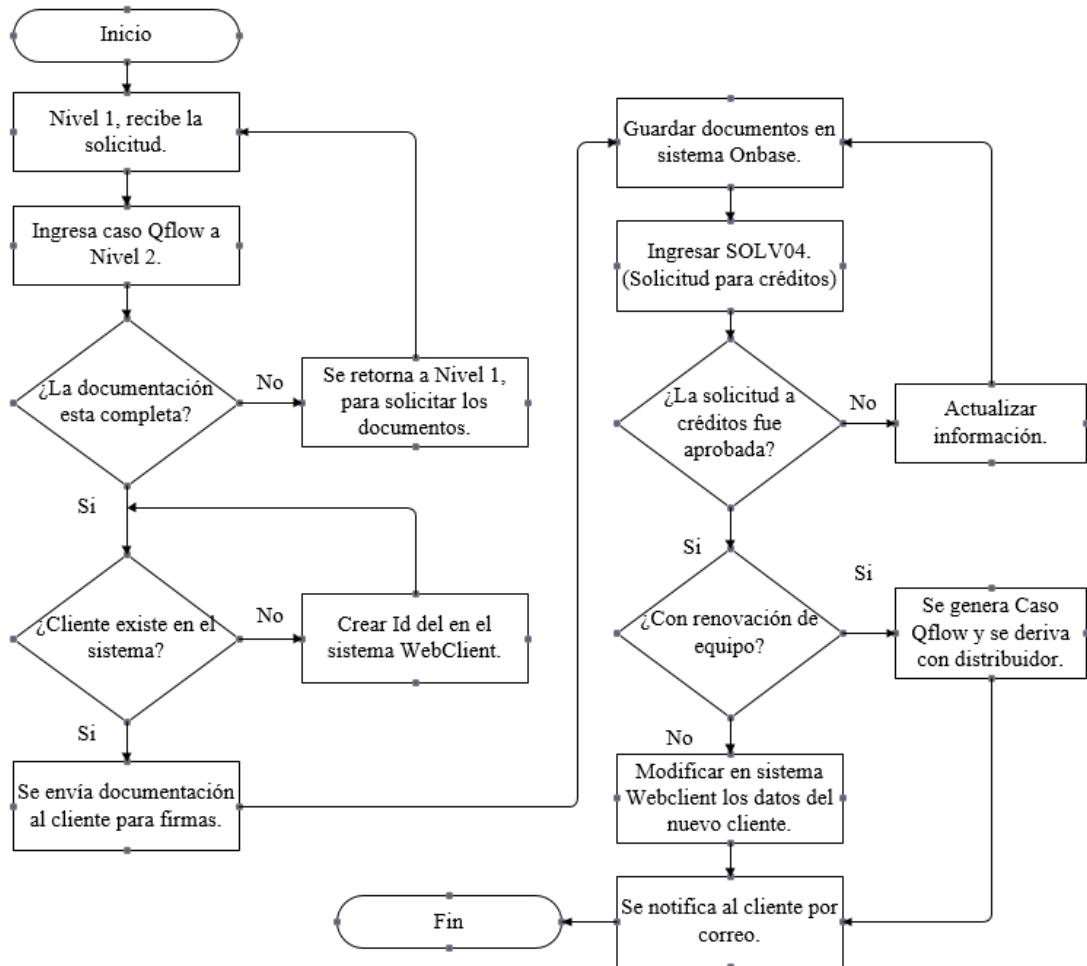 Inicio
Nivel 1, recibe la
solicitud.
Ingresa caso Qflow a
Nivel 2.
¿La documentación
esta completa?
No
Se retorna a Nivel 1,
para solicitar los
documentos.
Si
¿Cliente existe en el
sistema?
No
Crear Id del en el
sistema WebClient.
Si
Se envía documentación
al cliente para firmas.
Guardar documentos en
sistema Onbase.
Ingresar SOLV04.
(Solicitud para créditos)
¿La solicitud a
créditos fue
aprobada?
No
Actualizar
información.
Si
¿Con renovación de
equipo?
Si
Se genera Caso
Qflow y se deriva
con distribuidor.
No
Modificar en sistema
Webclient los datos del
nuevo cliente.
Se notifica al cliente por
correo.
Fin